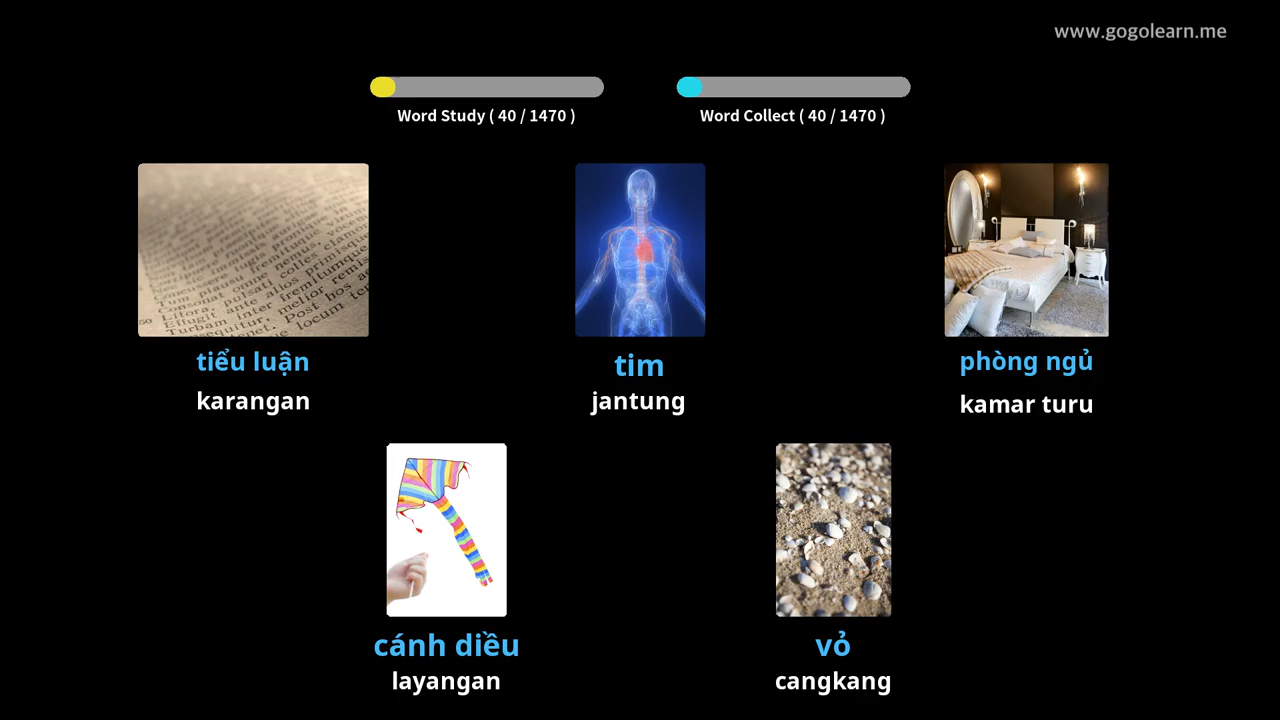 www.gogolearn.me
Word Study ( 40 / 1470 )
Word Collect ( 40 / 1470 )
tiểu luận
karangan
tim
jantung
phòng ngủ
kamar turu
cánh diều
layangan
vỏ
cangkang